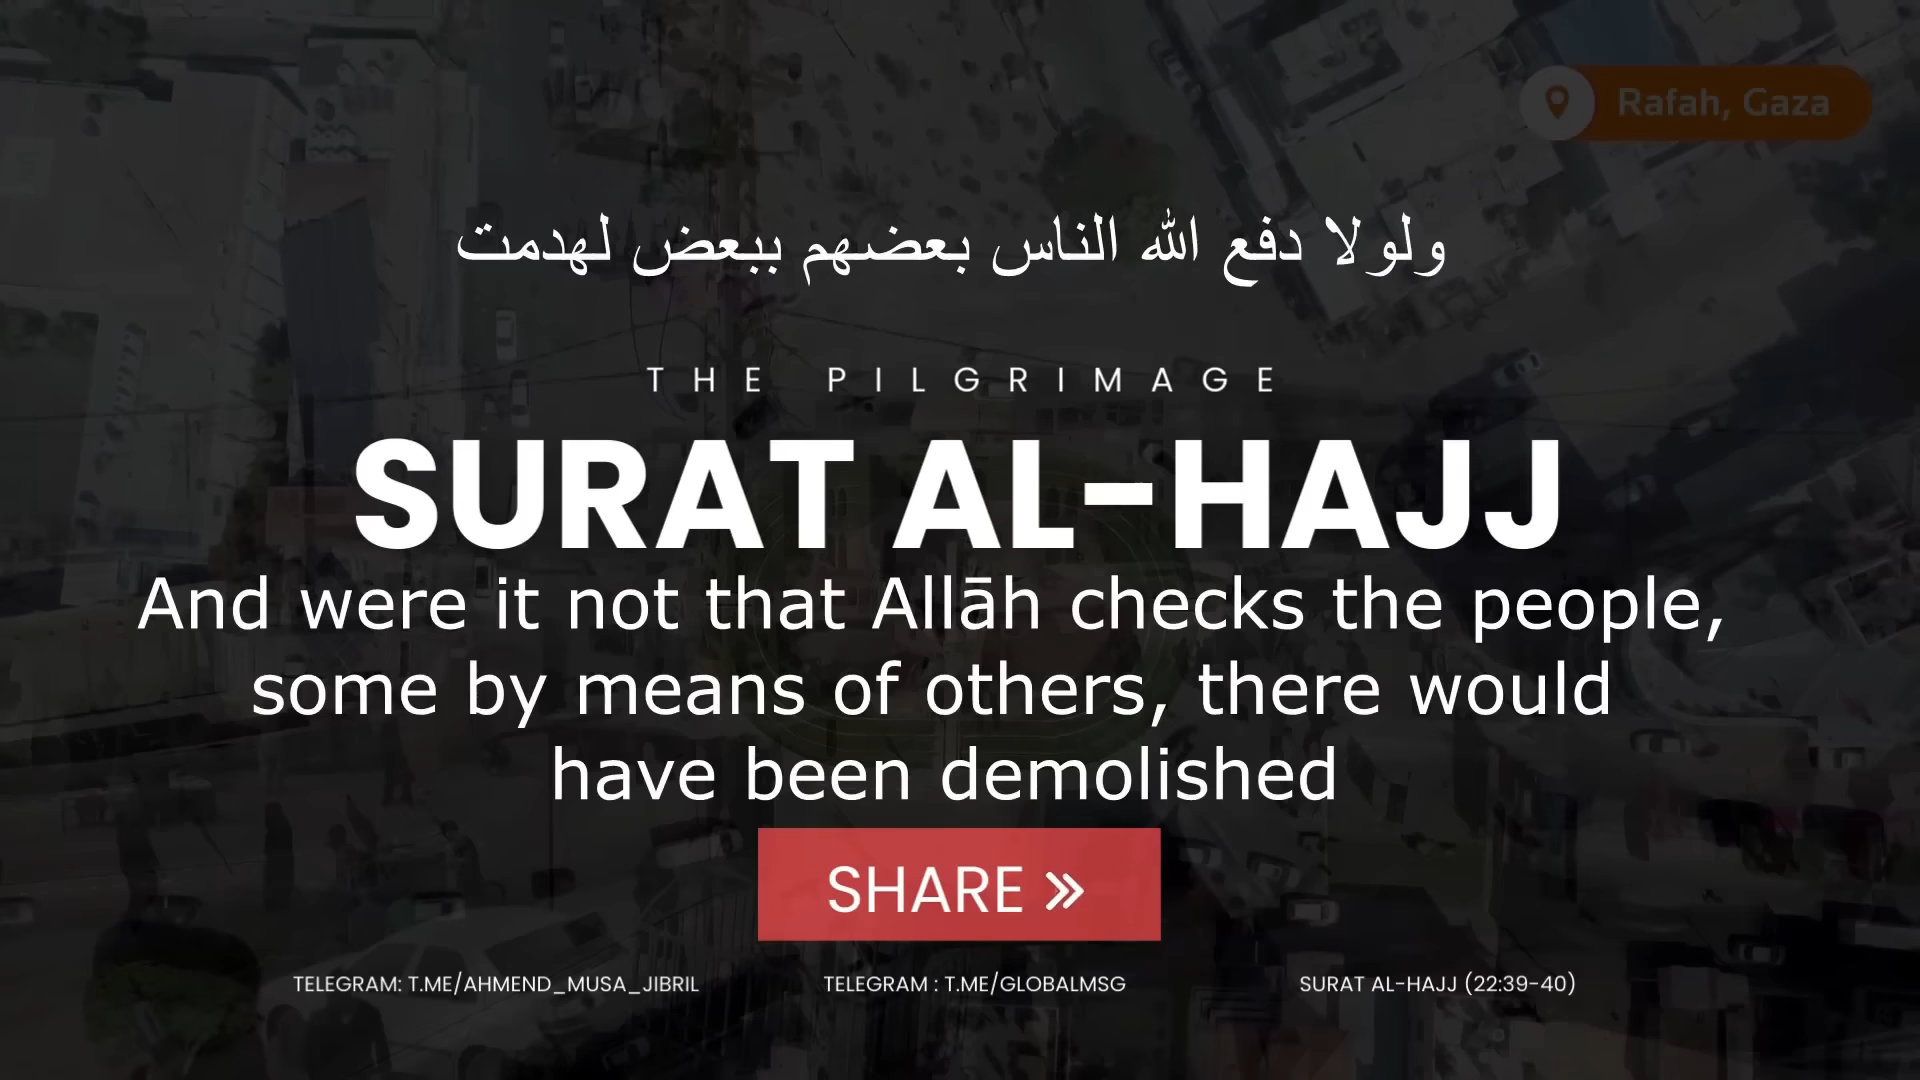 Rafah, Gaza
ولولا دفع الله الناس بعضهم ببعض لهدمت
THE PILGRIMAGE
SURAT AL-HAJJ
And were it not that Allāh checks the people,
some by means of others, there would
have been demolished
SHARE »
TELEGRAM: T.ME/AHMEND_MUSA_JIBRIL
TELEGRAM : T.ME/GLOBALMSG
SURAT AL-HAJJ (22:39-40)